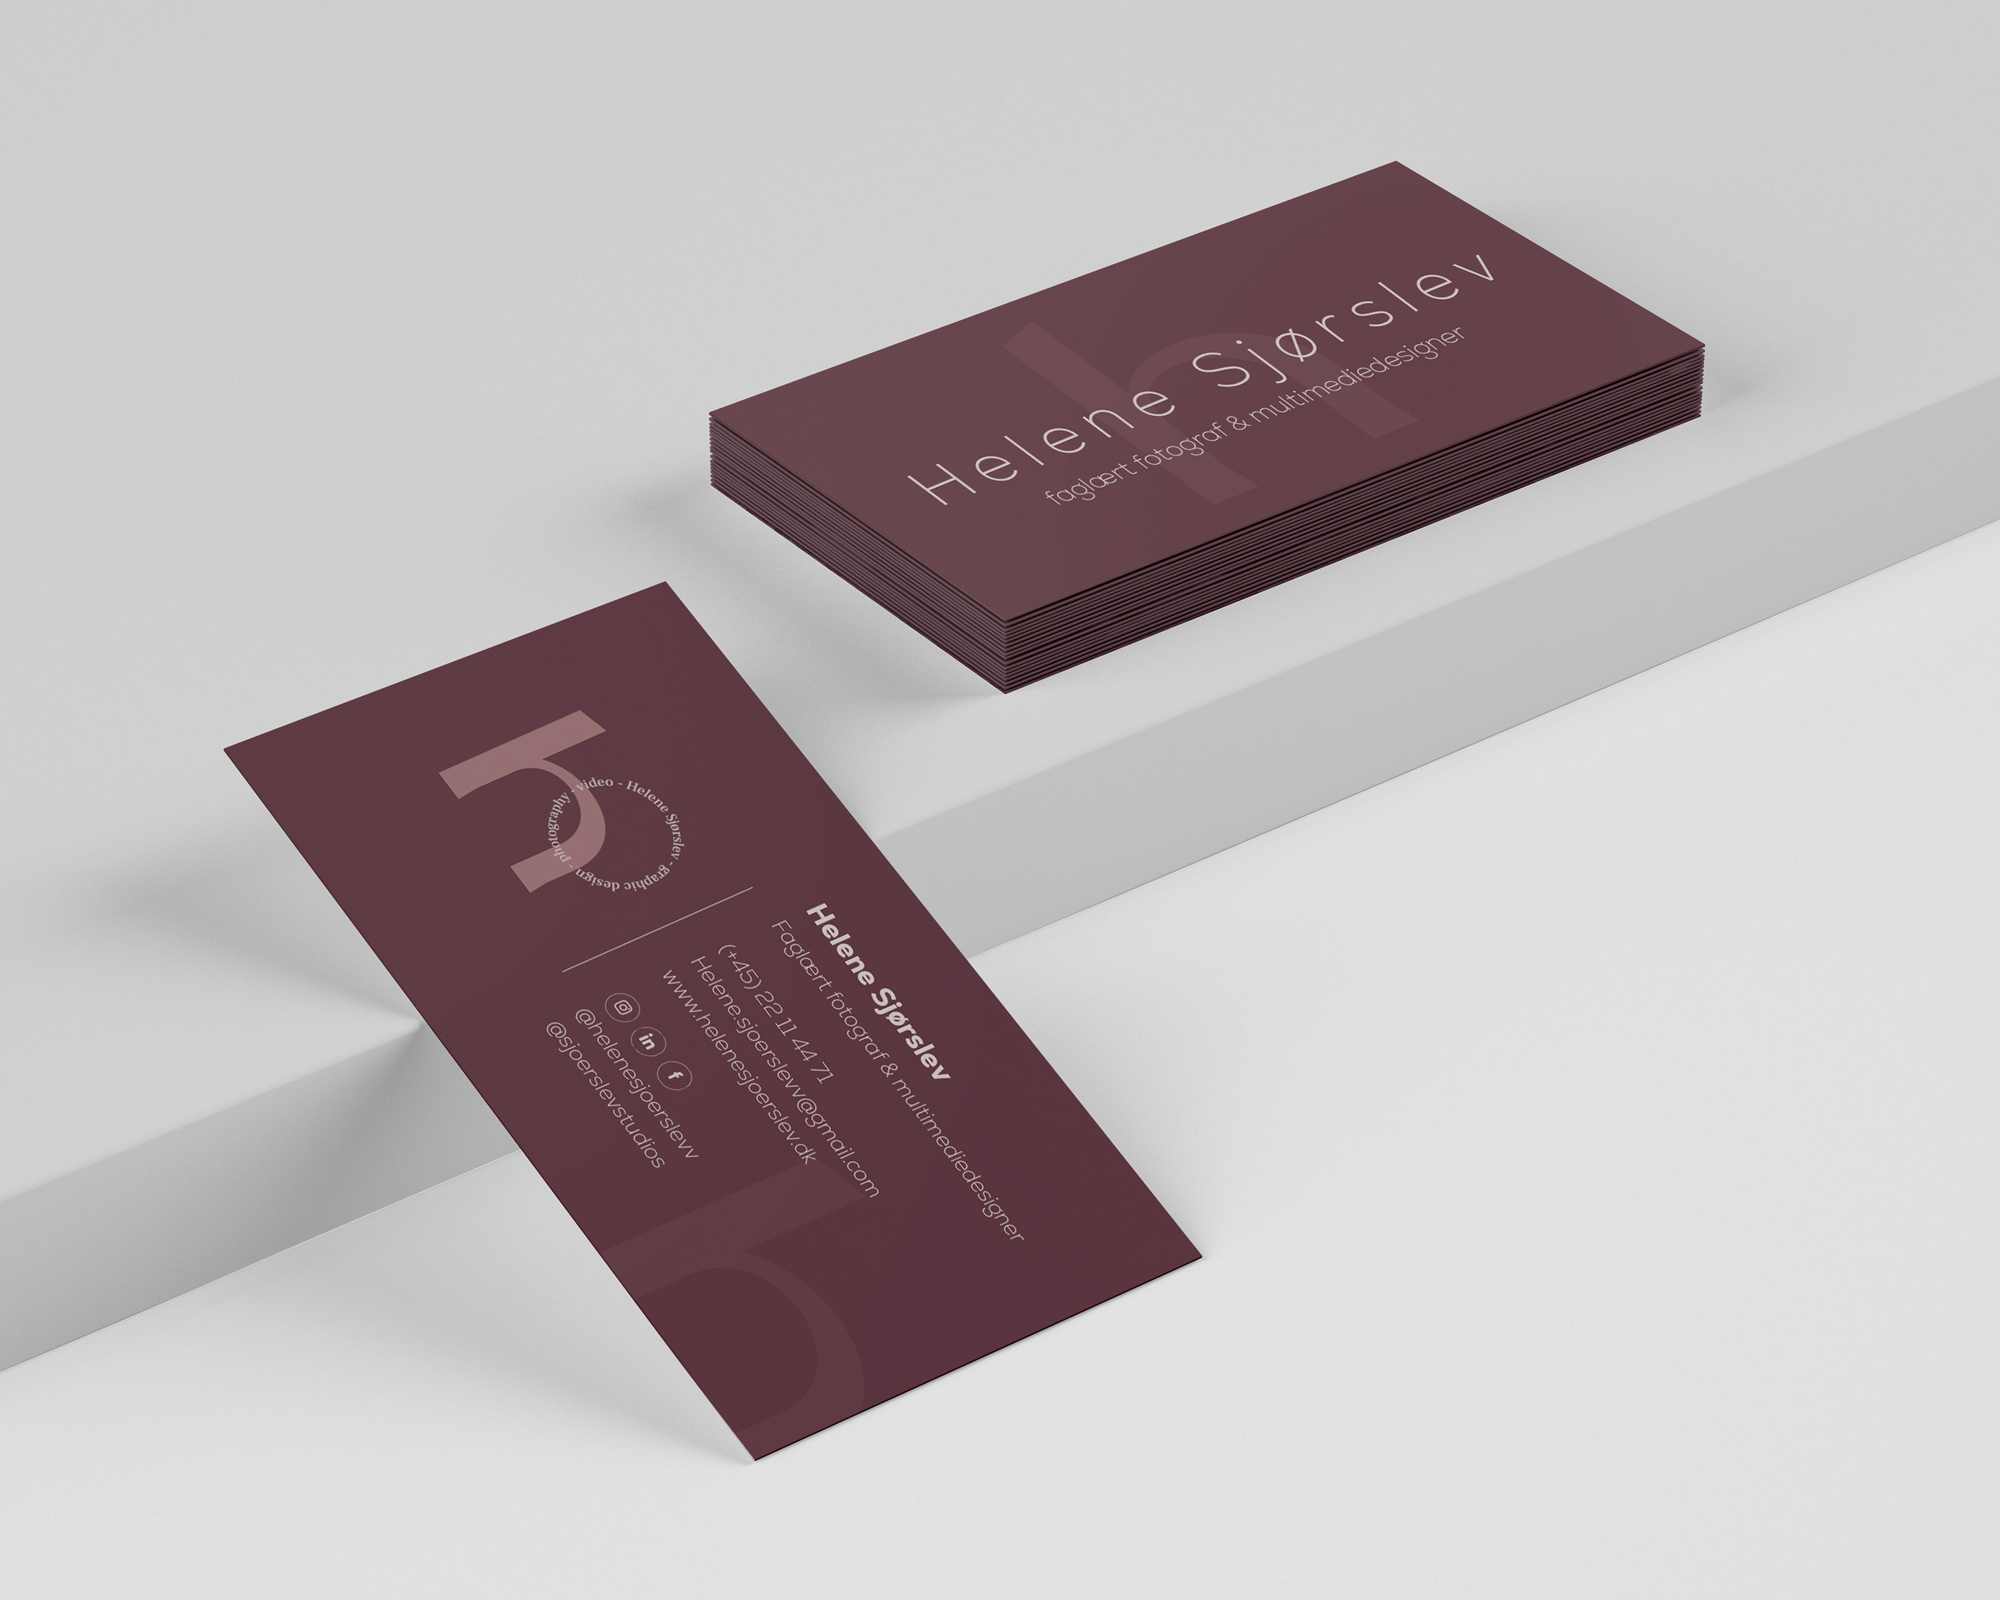 Helene Sjørslev
faglært fotograf & multimediedesigner
h
h
photography - video - Helene Sjørslev - graphic design -
Helene Sjørslev
Faglært fotograf & multimediedesigner
(+45) 22 11 44 71
Helene.sjoerslevv@gmail.com
www.helenesjoerslev.dk
in f
@helenesjoerslevv
@sjoerslevstudios
h